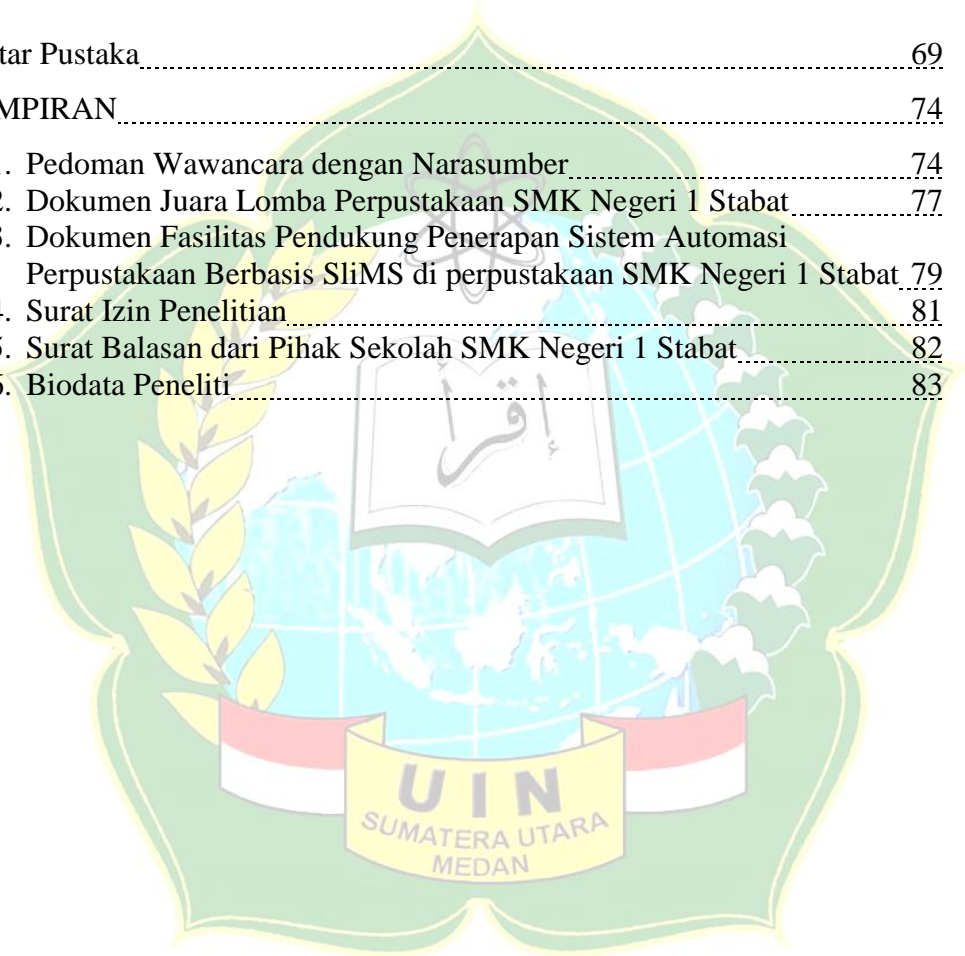 tar Pustaka 69
MPIRAN 74
. Pedoman Wawancara dengan Narasumber 74
2. Dokumen Juara Lomba Perpustakaan SMK Negeri 1 Stabat 77
3. Dokumen Fasilitas Pendukung Penerapan Sistem Automasi
Perpustakaan Berbasis SliMS di perpustakaan SMK Negeri 1 Stabat 79
4. Surat Izin Penelitian 81
5. Surat Balasan dari Pihak Sekolah SMK Negeri 1 Stabat 82
6. Biodata Peneliti 83
إقرأ
UIN
SUMATERA UTARA
MEDAN